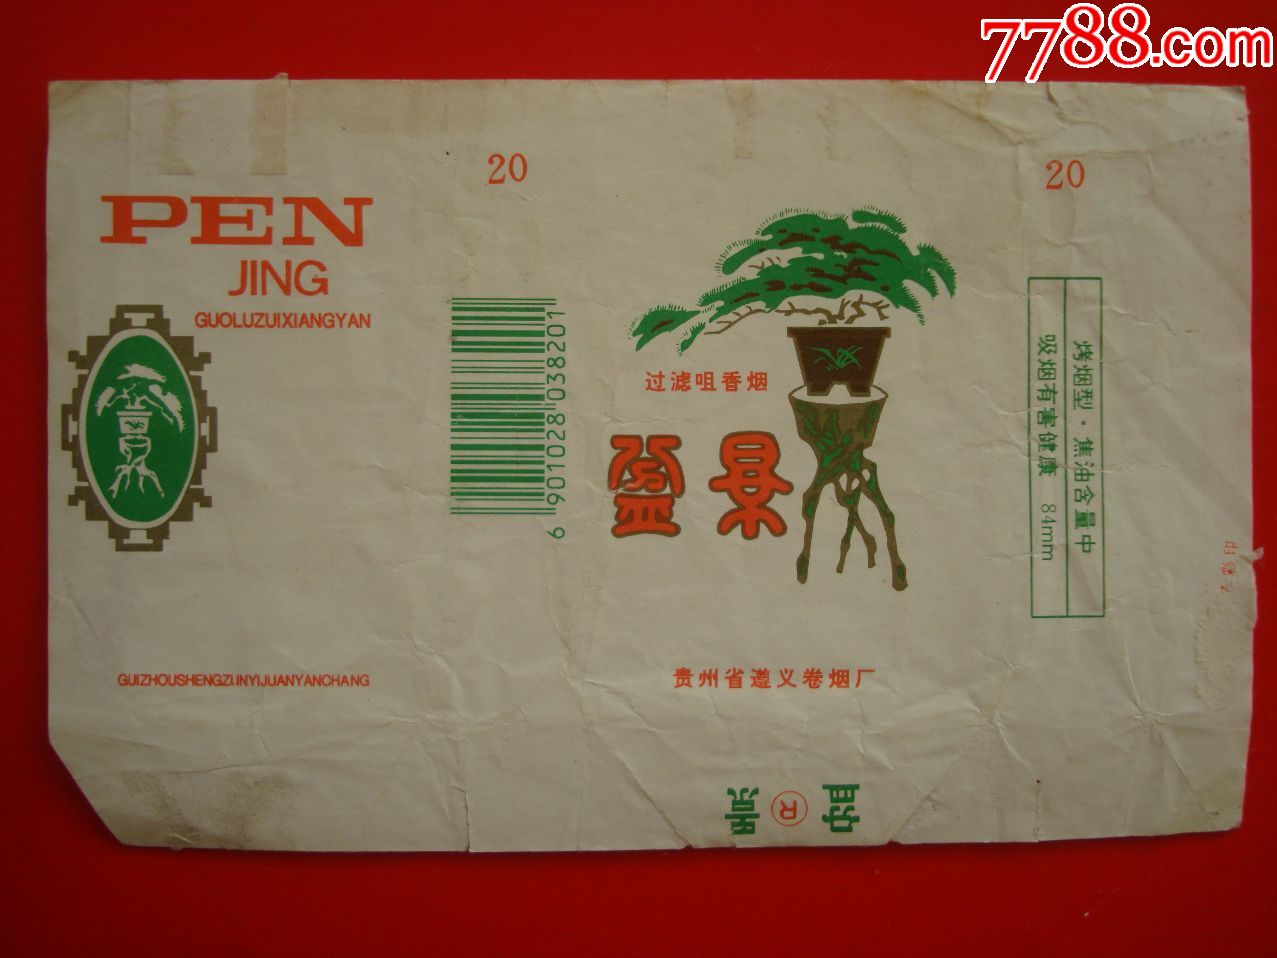 7788.com
PEN
JING
GUOLUZUIXIANGYAN
GUIZHOUSHENGZUNYIJUANYANCHANG
20
6 901028 038201
过滤咀香烟
盆景
贵州省遵义卷烟厂
盆景
R
20
烤烟型·焦油含量中
吸烟有害健康 84mm